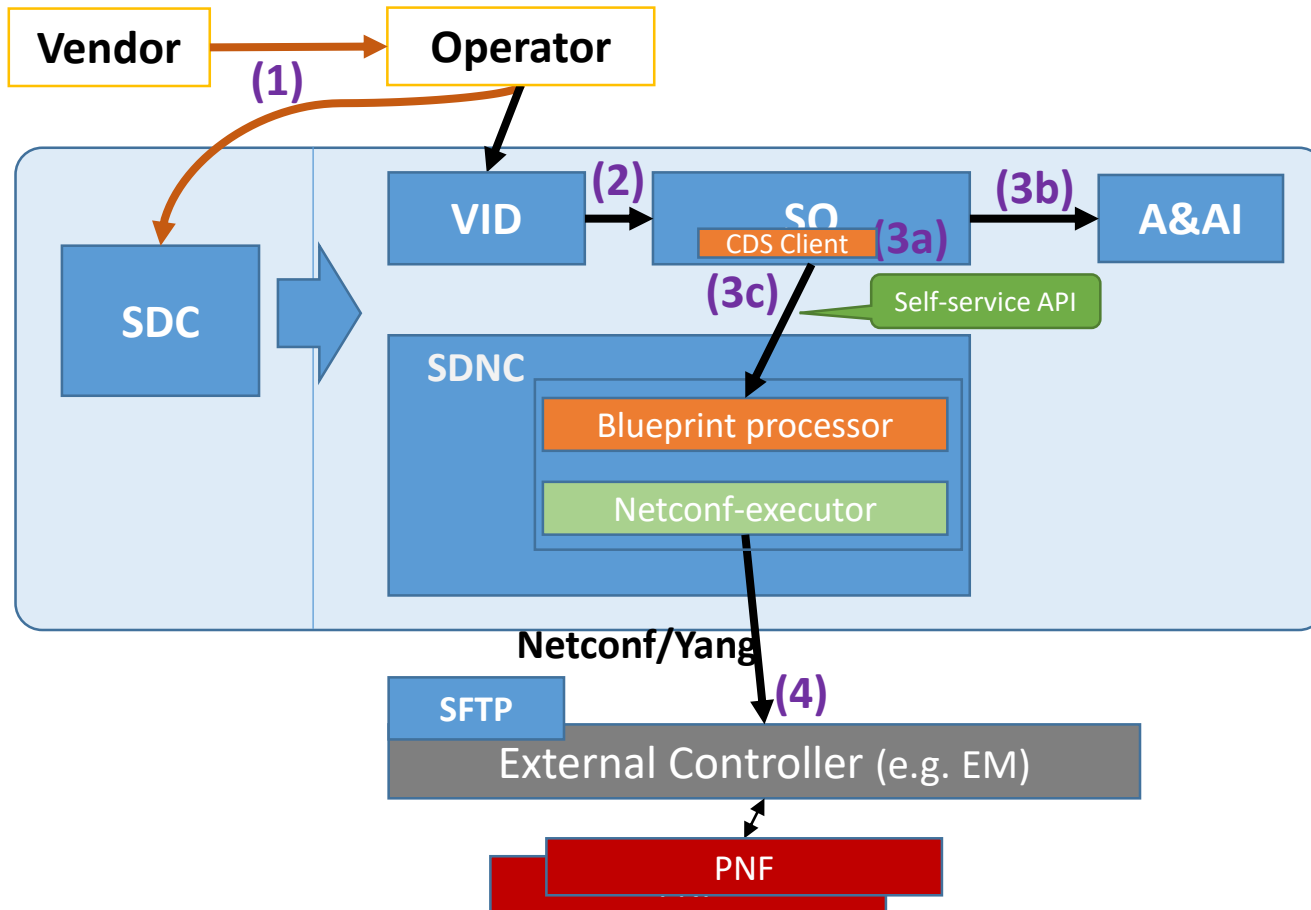 Vendor
Operator
(1)
VID
(2)
SO
(3b)
A&AI
CDS Client
(3a)
(3c)
Self-service API
SDC
SDNC
Blueprint processor
Netconf-executor
Netconf/Yang
(4)
SFTP
External Controller (e.g. EM)
PNF